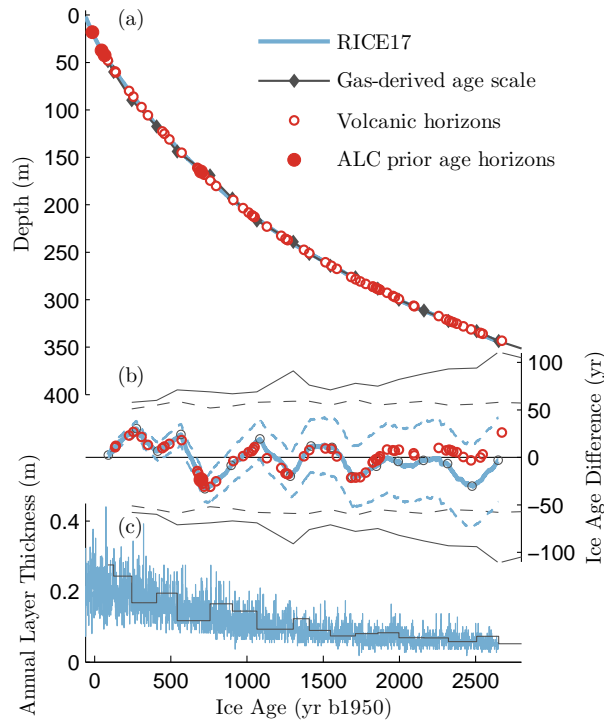 (a)
0
50
100
150
200
250
300
350
400
Depth (m)
RICE17
Gas-derived age scale
Volcanic horizons
ALC prior age horizons
(b)
100
50
0
−50
−100
Ice Age Difference (yr)
(c)
0.4
0.2
0
Annual Layer Thickness (m)
0 500 1000 1500 2000 2500
Ice Age (yr b1950)